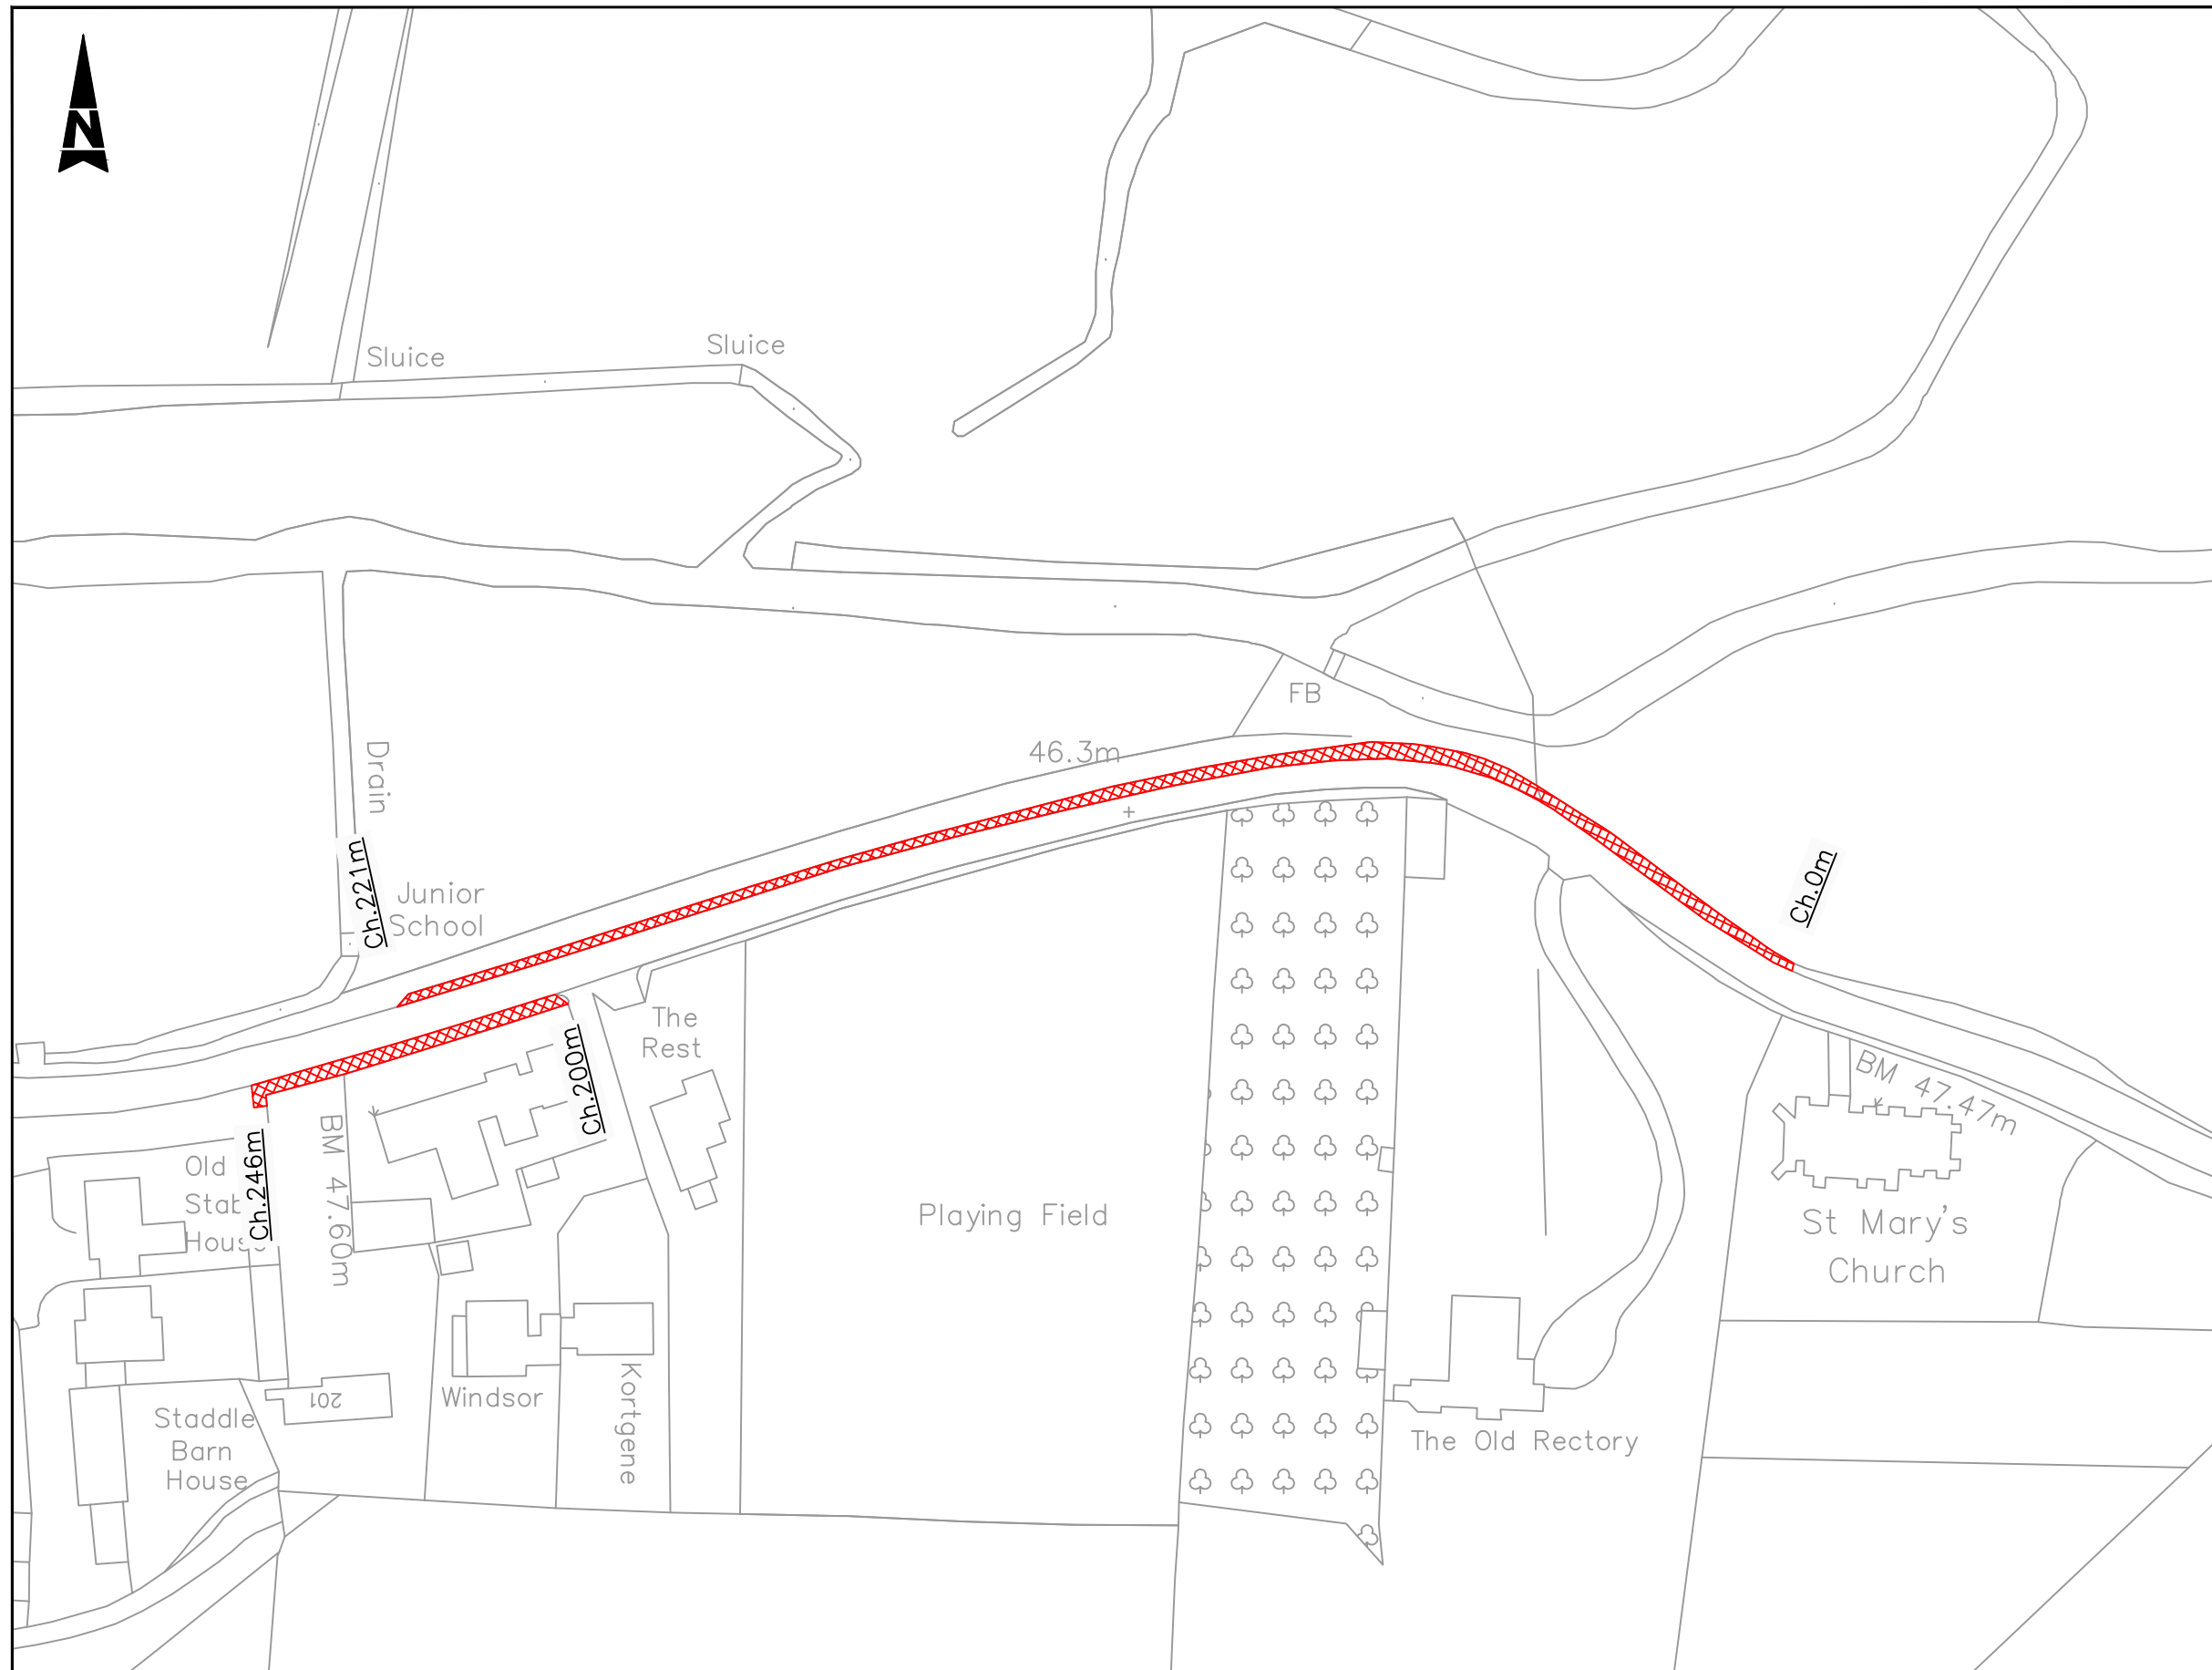 N
Sluice
Sluice
FB
46.3m
Drain
Ch.221m
Junior
School
Ch.0m
The
Rest
Ch.200m
BM 47.47m
BM 47.60m
Old
Ch.246m
Playing Field
St Mary's
Church
Windsor
Kortgene
201
Staddle
Barn
House
The Old Rectory